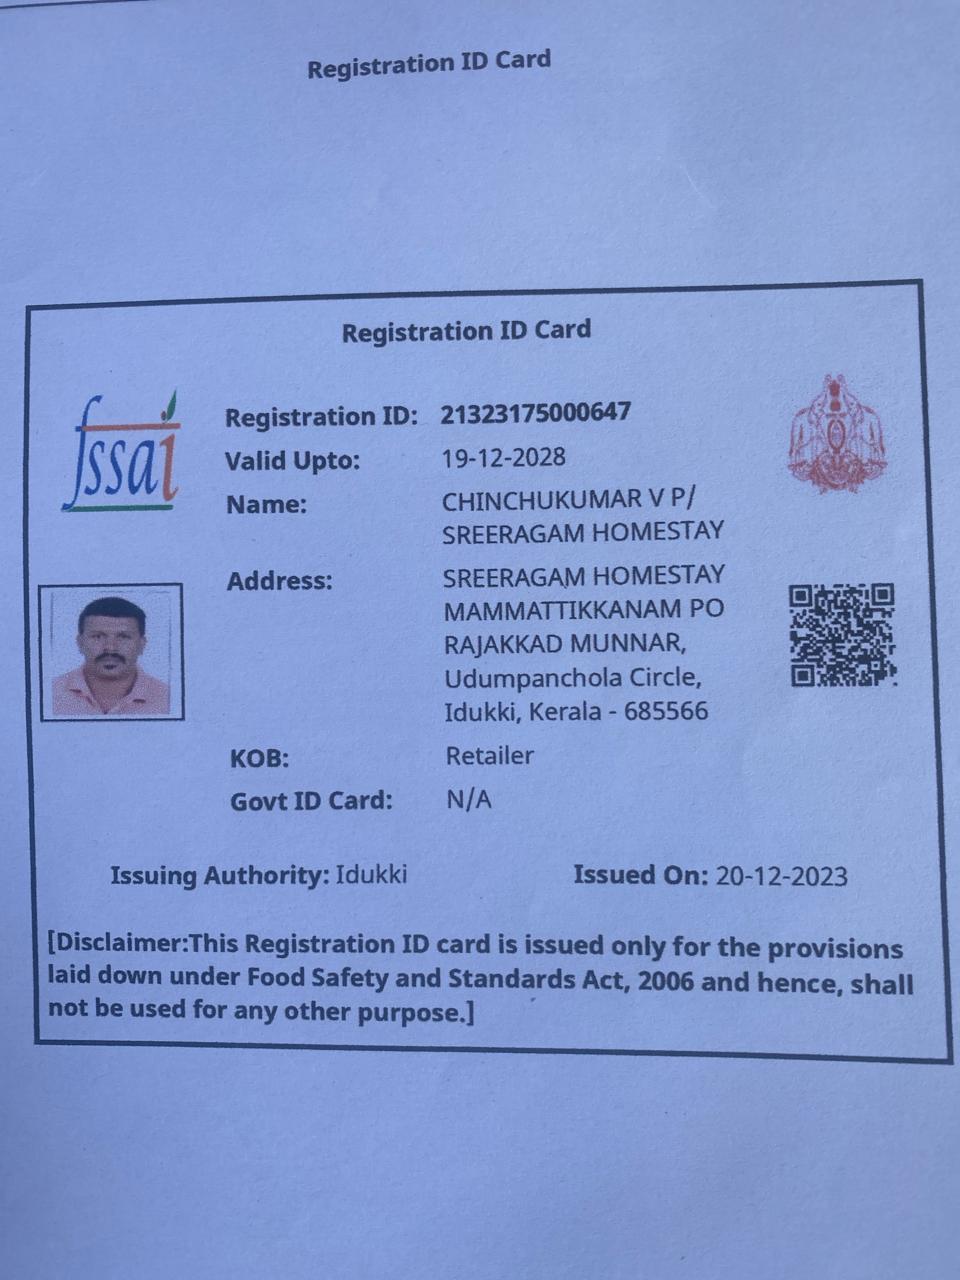 Registration ID Card
Registration ID Card
fssai
Registration ID: 21323175000647
Valid Upto: 19-12-2028
Name: CHINCHUKUMAR V P/
SREERAGAM HOMESTAY
Address: SREERAGAM HOMESTAY
MAMMATTIKKANAM PO
RAJAKKAD MUNNAR,
Udumpanchola Circle,
Idukki, Kerala - 685566
KOB: Retailer
Govt ID Card: N/A
Issuing Authority: Idukki Issued On: 20-12-2023
[Disclaimer:This Registration ID card is issued only for the provisions
laid down under Food Safety and Standards Act, 2006 and hence, shall
not be used for any other purpose.]